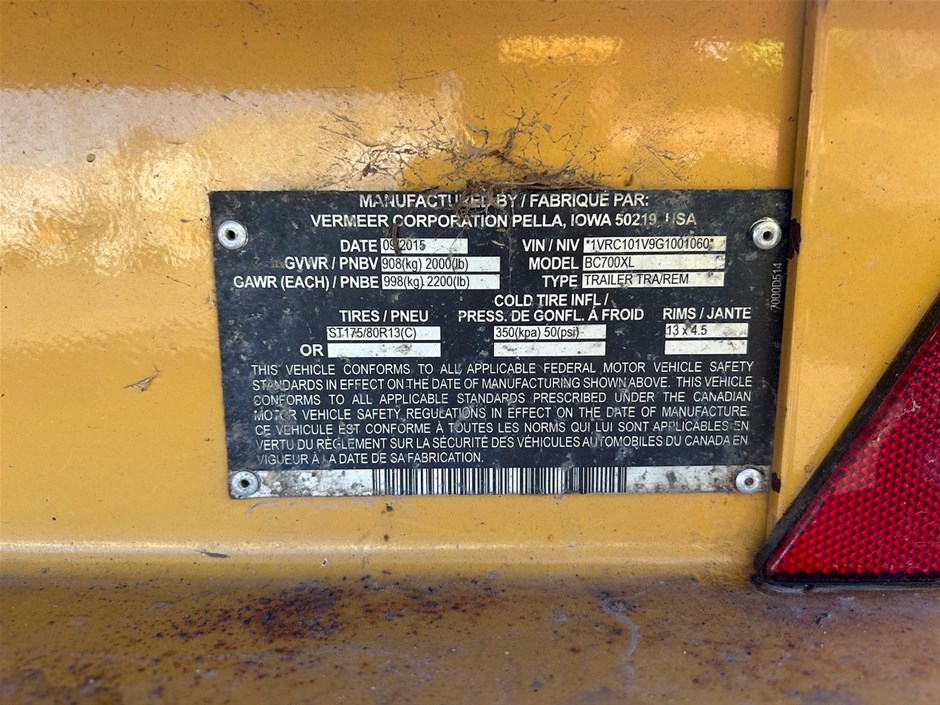 MANUFACTURED BY / FABRIQUÉ PAR:
VERMEER CORPORATION PELLA, IOWA 50219, USA
DATE 09/2015 VIN / NIV *1VRC101V9G1001060*
GVWR / PNBV 908(kg) 2000(lb) MODEL BC700XL
GAWR (EACH) / PNBE 998(kg) 2200(lb) TYPE TRAILER TRA/REM
COLD TIRE INFL /
TIRES / PNEU PRESS. DE GONFL. À FROID RIMS / JANTE
ST175/80R13(C) 350(kpa) 50(psi) 13 x 4.5
OR
THIS VEHICLE CONFORMS TO ALL APPLICABLE FEDERAL MOTOR VEHICLE SAFETY
STANDARDS IN EFFECT ON THE DATE OF MANUFACTURING SHOWN ABOVE. THIS VEHICLE
CONFORMS TO ALL APPLICABLE STANDARDS PRESCRIBED UNDER THE CANADIAN
MOTOR VEHICLE SAFETY REGULATIONS IN EFFECT ON THE DATE OF MANUFACTURE.
CE VÉHICULE EST CONFORME À TOUTES LES NORMS QUI LUI SONT APPLICABLES EN
VERTU DU RÈGLEMENT SUR LA SÉCURITÉ DES VÉHICULES AUTOMOBILES DU CANADA EN
VIGUEUR À LA DATE DE SA FABRICATION.
7000D514